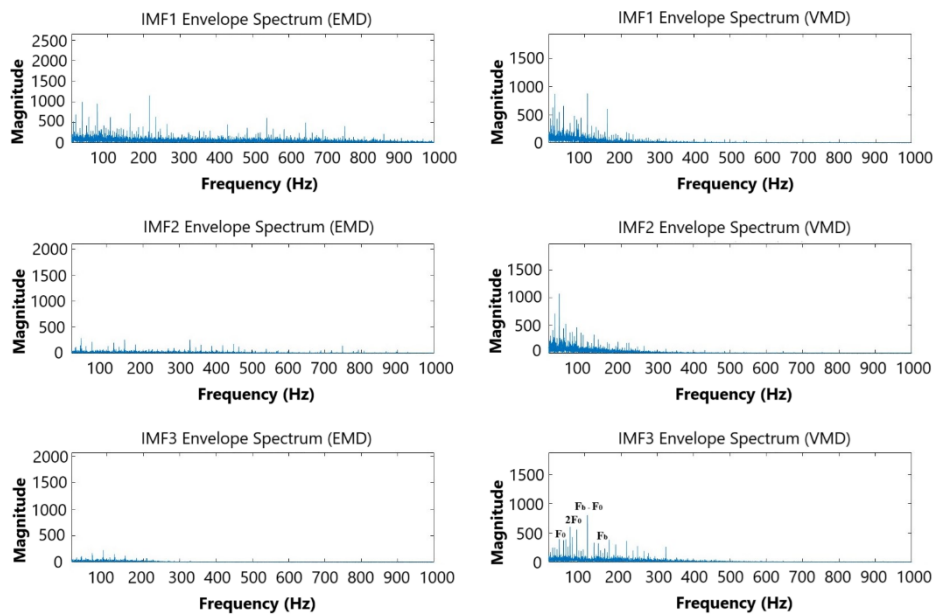 IMF1 Envelope Spectrum (EMD)
2500
2000
1500
1000
500
0
Magnitude
100 200 300 400 500 600 700 800 900 1000
Frequency (Hz)
IMF1 Envelope Spectrum (VMD)
1500
1000
500
0
Magnitude
100 200 300 400 500 600 700 800 900 1000
Frequency (Hz)
IMF2 Envelope Spectrum (EMD)
2000
1500
1000
500
0
Magnitude
100 200 300 400 500 600 700 800 900 1000
Frequency (Hz)
IMF2 Envelope Spectrum (VMD)
1500
1000
500
0
Magnitude
100 200 300 400 500 600 700 800 900 1000
Frequency (Hz)
IMF3 Envelope Spectrum (EMD)
2000
1500
1000
500
0
Magnitude
100 200 300 400 500 600 700 800 900 1000
Frequency (Hz)
IMF3 Envelope Spectrum (VMD)
1500
1000
500
0
Magnitude
Fb - F0
2F0
F0
Fb
100 200 300 400 500 600 700 800 900 1000
Frequency (Hz)